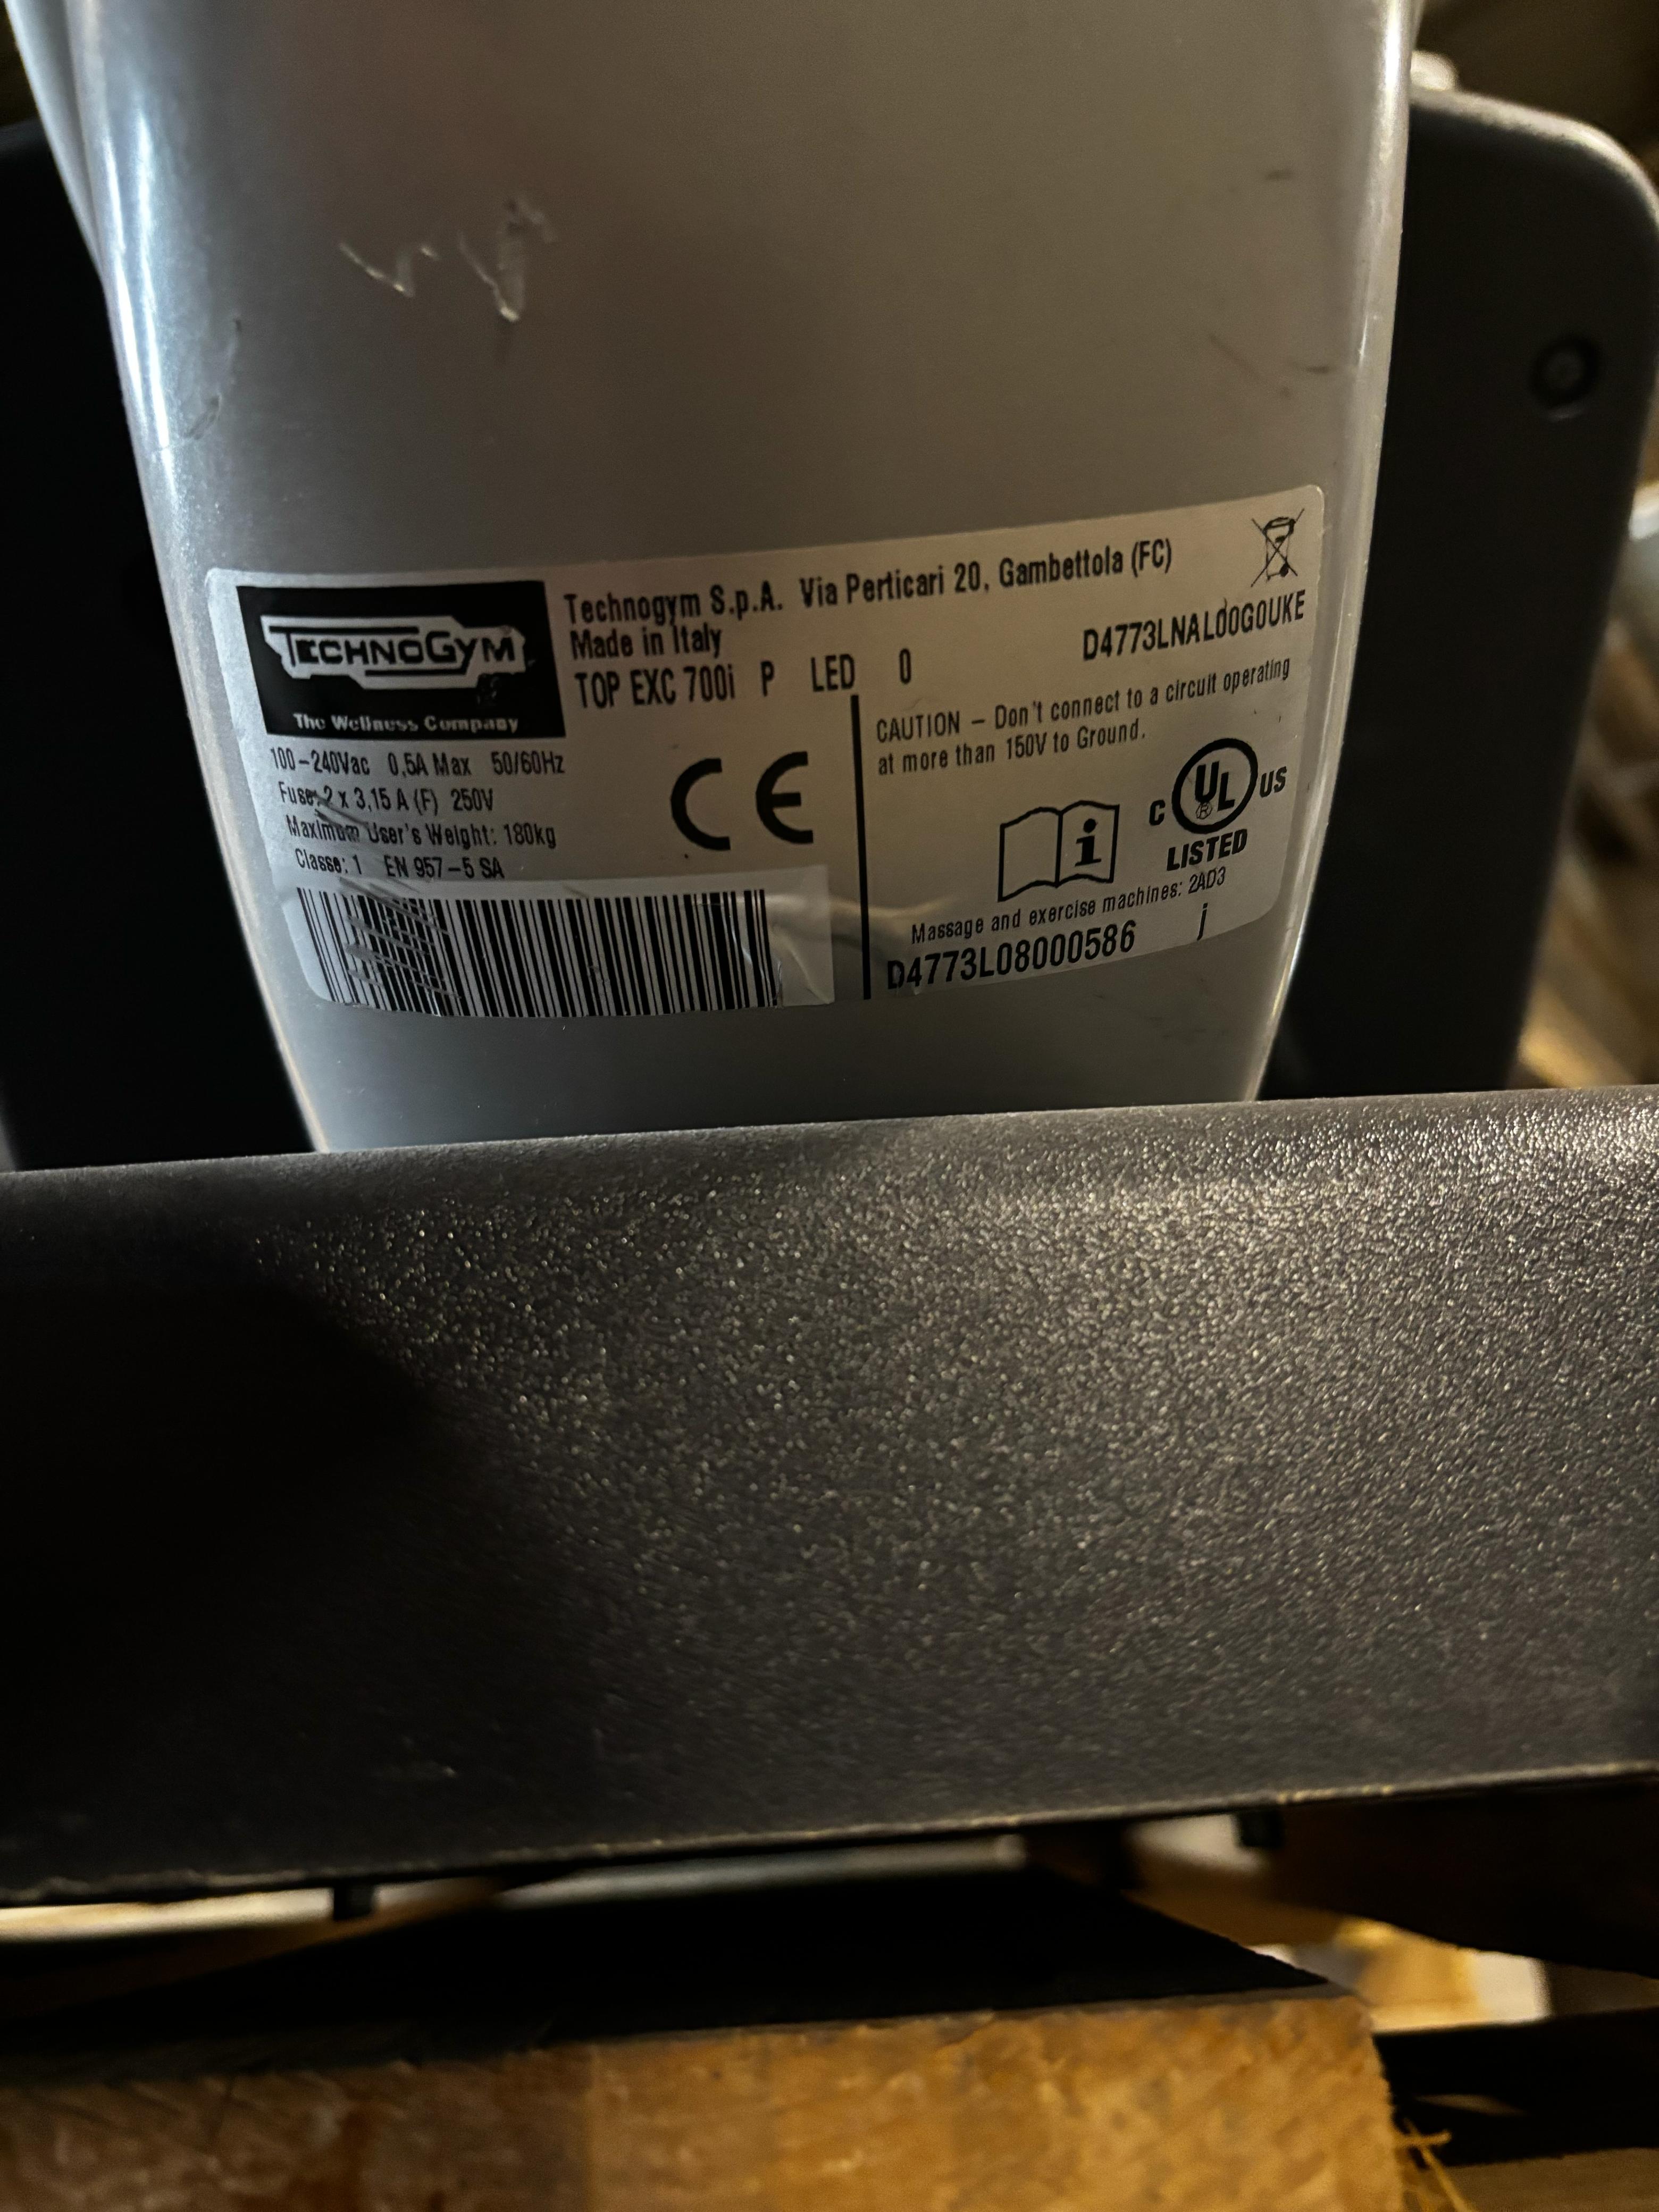 TECHNOGYM
The Wellness Company
Technogym S.p.A. Via Perticari 20, Gambettola (FC)
Made in Italy
TOP EXC 700i P LED 0
D4773LNAL00G0UKE
100-240Vac 0,5A Max 50/60Hz
Fuse: 2 x 3,15 A (F) 250V
Maximum User's Weight: 180kg
Classe: 1 EN 957-5 SA
CE
CAUTION - Don't connect to a circuit operating
at more than 150V to Ground.
C UL ® US
LISTED
i
Massage and exercise machines: 2AD3
D4773L08000586 j